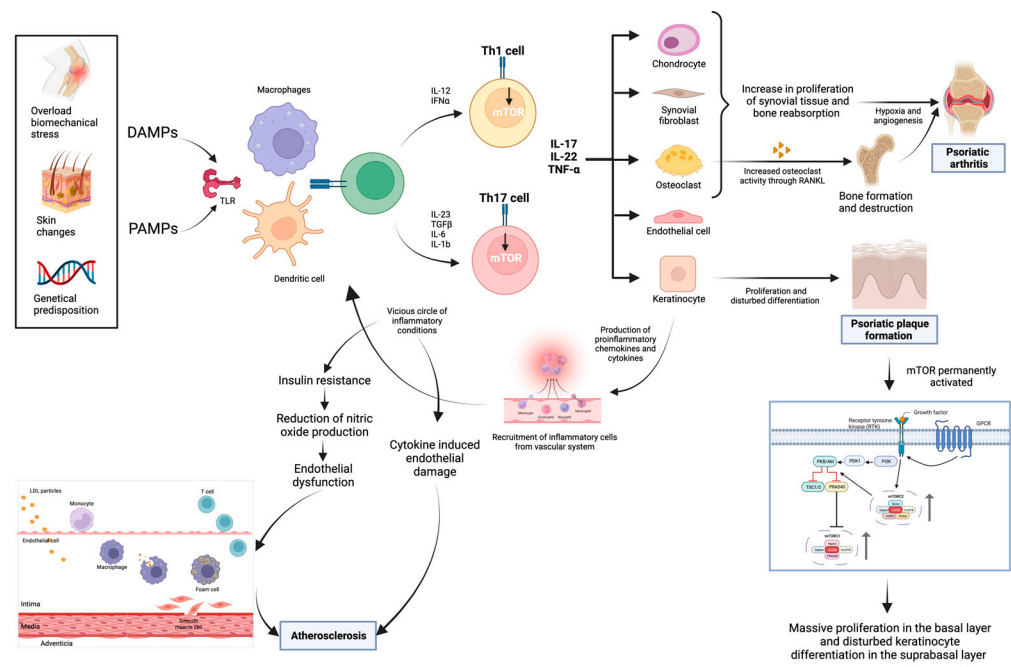 Overload
biomechanical
stress
Skin
changes
Genetical
predisposition
DAMPs
PAMPs
TLR
Macrophages
Dendritic cell
IL-12
IFNα
Th1 cell
mTOR
IL-23
TGFβ
IL-6
IL-1b
Th17 cell
mTOR
IL-17
IL-22
TNF-α
Chondrocyte
Synovial
fibroblast
Osteoclast
Endothelial cell
Keratinocyte
Increase in proliferation
of synovial tissue and
bone reabsorption
Hypoxia and
angiogenesis
Psoriatic
arthritis
Increased osteoclast
activity through RANKL
Bone formation
and destruction
Proliferation and
disturbed differentiation
Psoriatic plaque
formation
mTOR permanently
activated
Production of
proinflammatory
chemokines and
cytokines
Monocyte
Eosinophil
Basophil
Neutrophil
Recruitment of inflammatory cells
from vascular system
Vicious circle of
inflammatory
conditions
Insulin resistance
Reduction of nitric
oxide production
Endothelial
dysfunction
Cytokine induced
endothelial
damage
LDL particles
Monocyte
T cell
Endothelial cell
Macrophage
Foam cell
Intima
Smooth
muscle cell
Media
Adventicia
Atherosclerosis
Growth factor
Receptor tyrosine
kinase (RTK)
GPCR
PKB/Akt
PDK1
PI3K
TSC1/2
PRAS40
mTORC2
mTORC1
Raptor
PRAS40
Massive proliferation in the basal layer
and disturbed keratinocyte
differentiation in the suprabasal layer